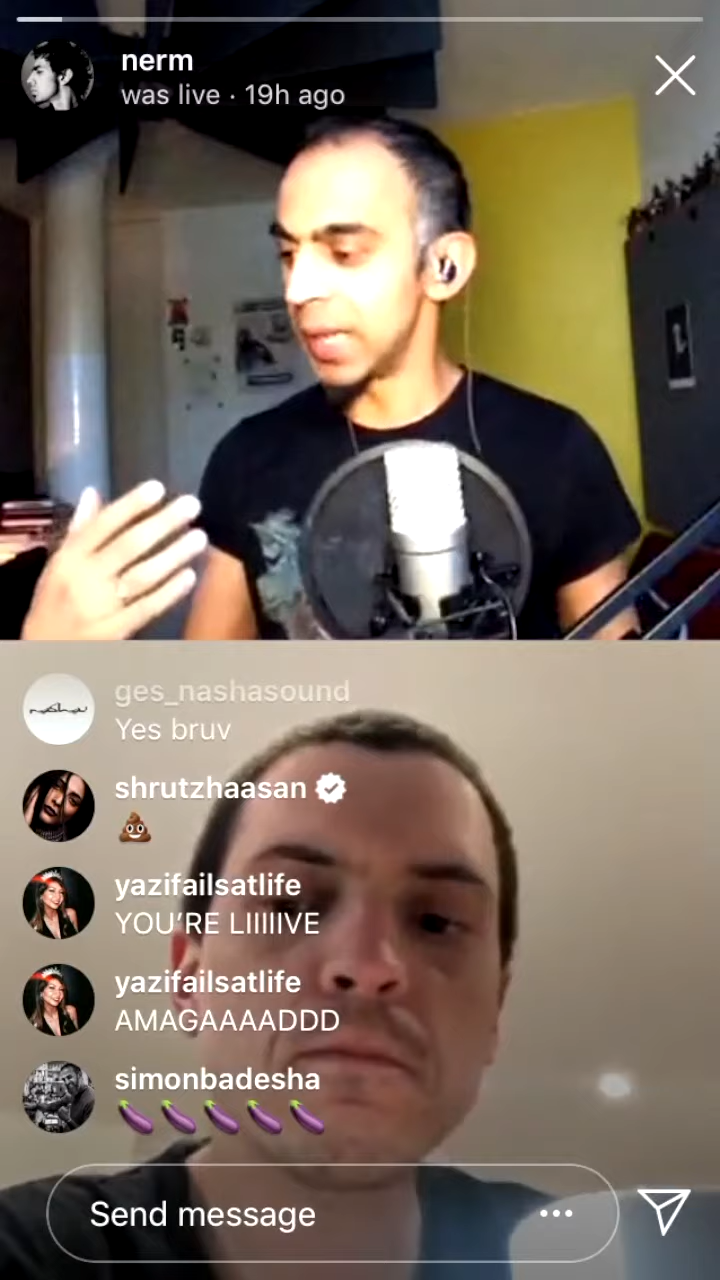 nerm
was live · 19h ago
ges_nashasound
Yes bruv
shrutzhaasan
💩
yazifailsatlife
YOU'RE LIIIIIVE
yazifailsatlife
AMAGAAAADDD
simonbadesha
🍆🍆🍆🍆🍆
Send message